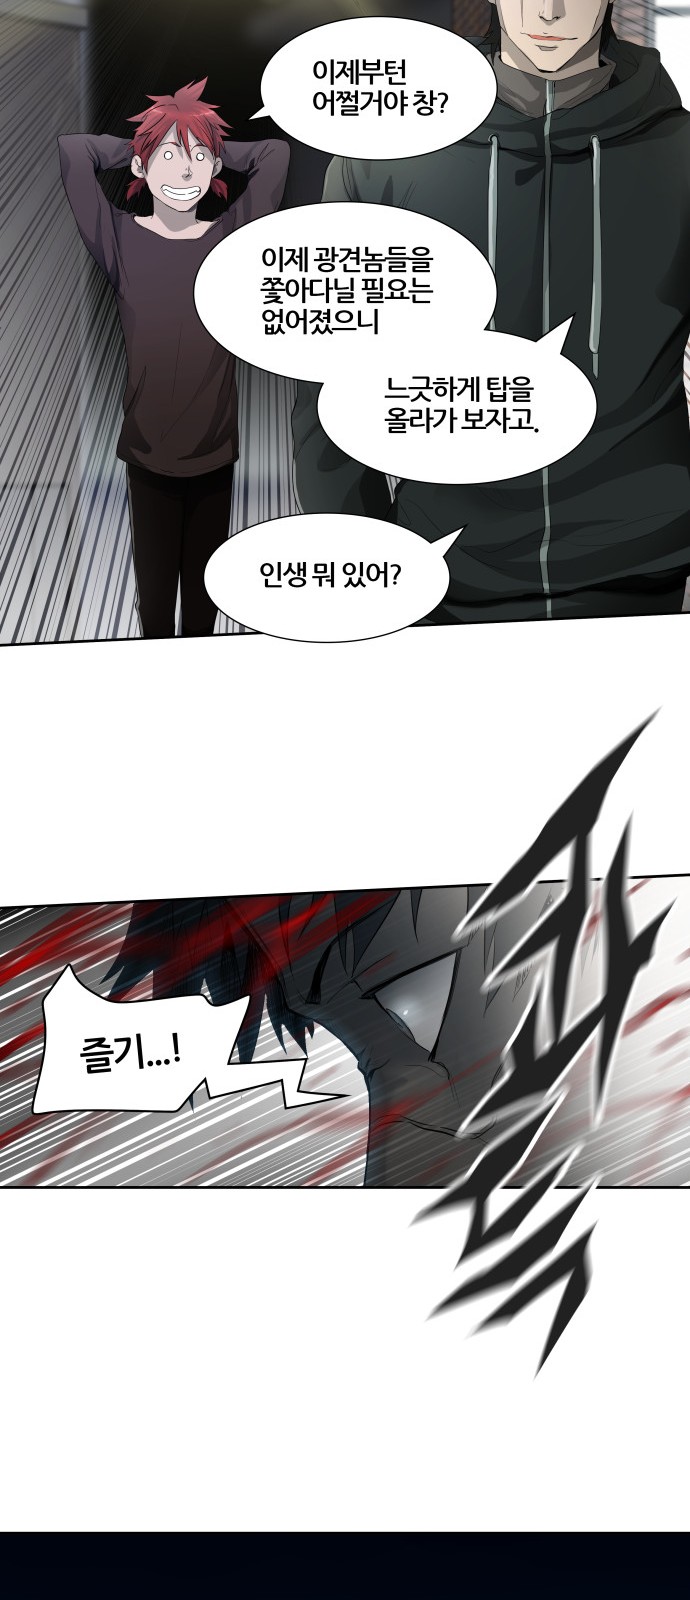 이제부턴
어쩔거야 창?
이제 광견놈들을
쫓아다닐 필요는
없어졌으니
느긋하게 탑을
올라가 보자고.
인생 뭐 있어?
즐기...!